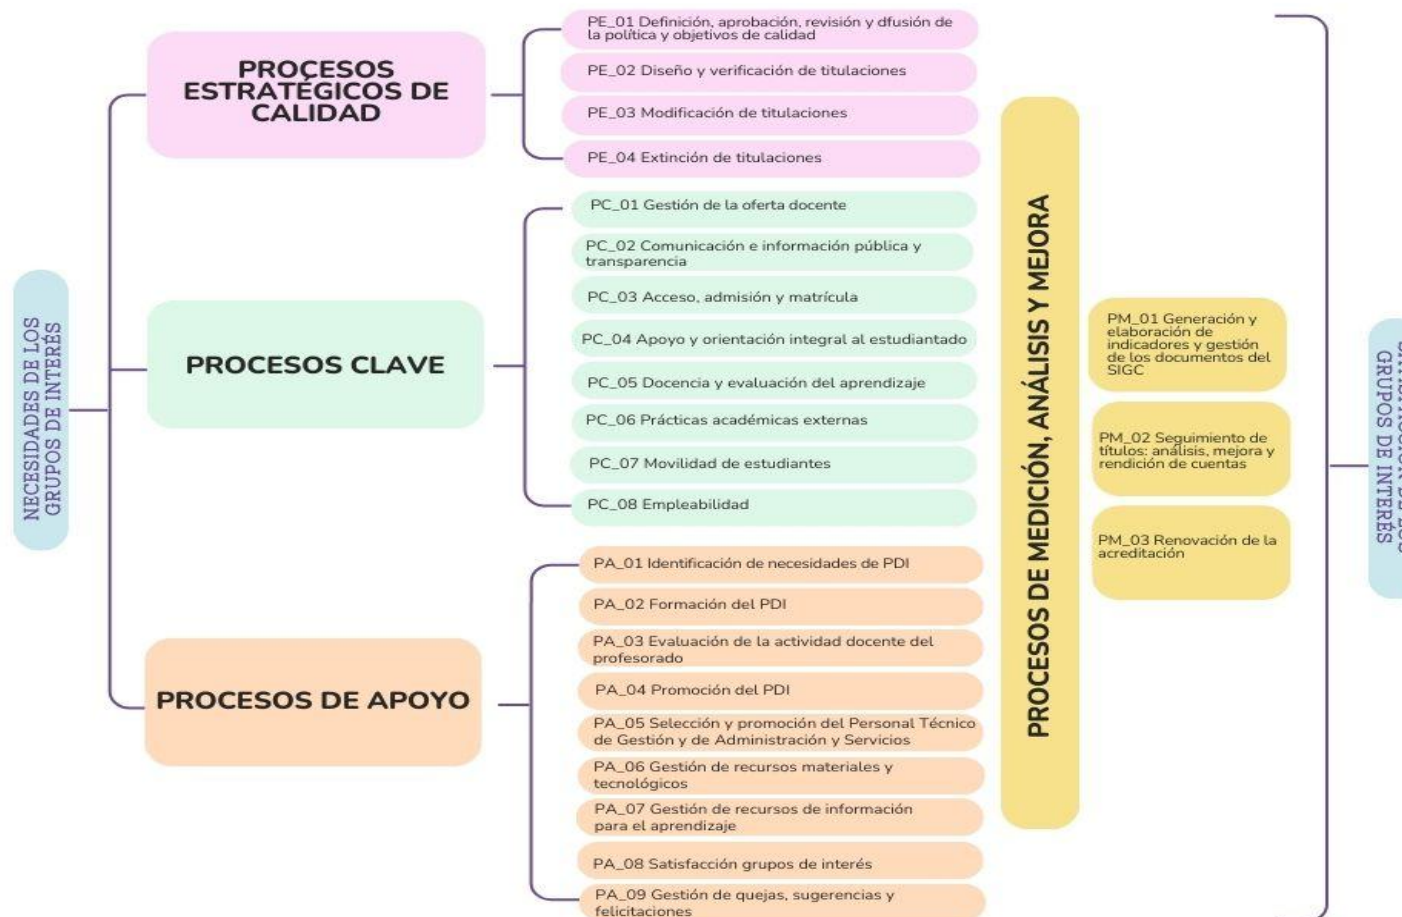 NECESIDADES DE LOS
GRUPOS DE INTERÉS
PROCESOS
ESTRATÉGICOS DE
CALIDAD
PE_01 Definición, aprobación, revisión y dfusión de
la política y objetivos de calidad
PE_02 Diseño y verificación de titulaciones
PE_03 Modificación de titulaciones
PE_04 Extinción de titulaciones
PROCESOS CLAVE
PC_01 Gestión de la oferta docente
PC_02 Comunicación e información pública y
transparencia
PC_03 Acceso, admisión y matrícula
PC_04 Apoyo y orientación integral al estudiantado
PC_05 Docencia y evaluación del aprendizaje
PC_06 Prácticas académicas externas
PC_07 Movilidad de estudiantes
PC_08 Empleabilidad
PROCESOS DE APOYO
PA_01 Identificación de necesidades de PDI
PA_02 Formación del PDI
PA_03 Evaluación de la actividad docente del
profesorado
PA_04 Promoción del PDI
PA_05 Selección y promoción del Personal Técnico
de Gestión y de Administración y Servicios
PA_06 Gestión de recursos materiales y
tecnológicos
PA_07 Gestión de recursos de información
para el aprendizaje
PA_08 Satisfacción grupos de interés
PA_09 Gestión de quejas, sugerencias y
felicitaciones
PROCESOS DE MEDICIÓN, ANÁLISIS Y MEJORA
PM_01 Generación y
elaboración de
indicadores y gestión
de los documentos del
SIGC
PM_02 Seguimiento de
títulos: análisis, mejora y
rendición de cuentas
PM_03 Renovación de la
acreditación
GRUPOS DE INTERÉS